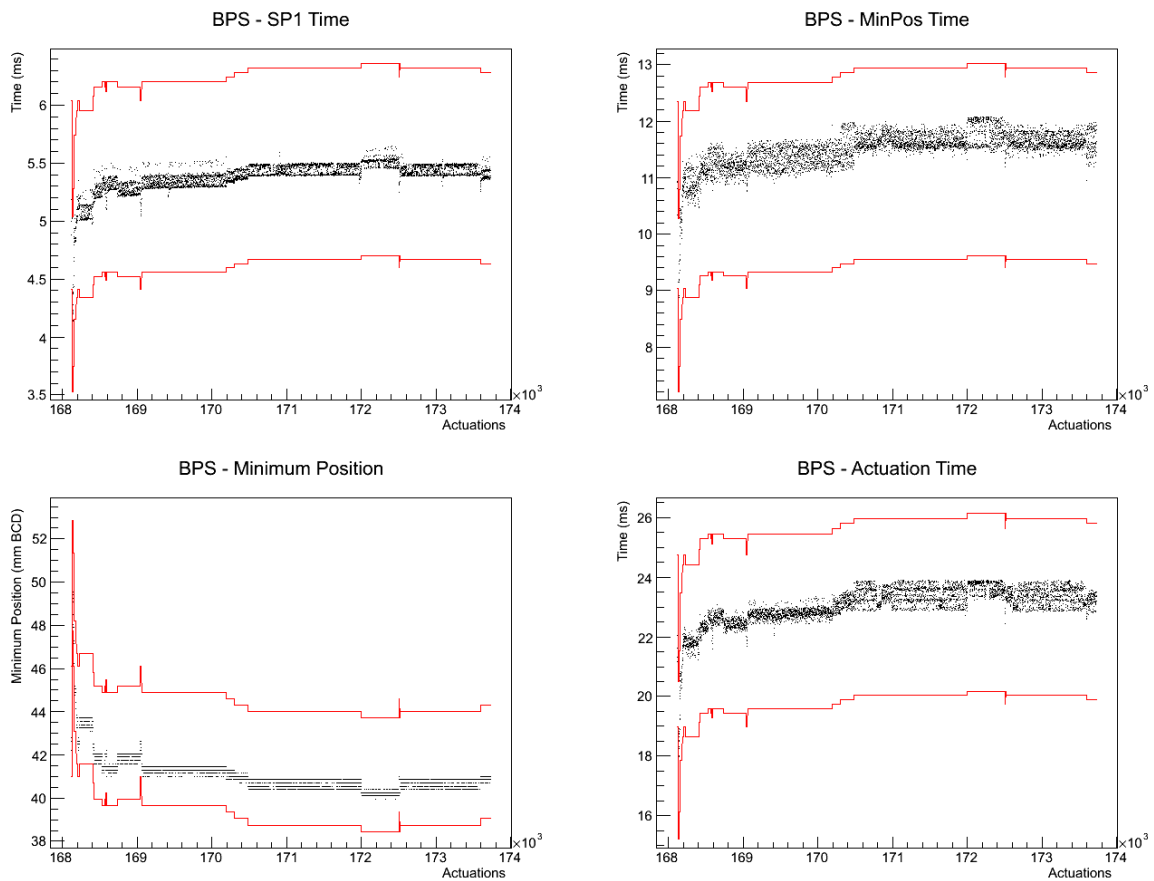 BPS - SP1 Time
Time (ms)
6
5.5
5
4.5
4
3.5
168 169 170 171 172 173 174
×10³
Actuations
BPS - MinPos Time
Time (ms)
13
12
11
10
9
8
168 169 170 171 172 173 174
×10³
Actuations
BPS - Minimum Position
Minimum Position (mm BCD)
52
50
48
46
44
42
40
38
168 169 170 171 172 173 174
×10³
Actuations
BPS - Actuation Time
Time (ms)
26
24
22
20
18
16
168 169 170 171 172 173 174
×10³
Actuations